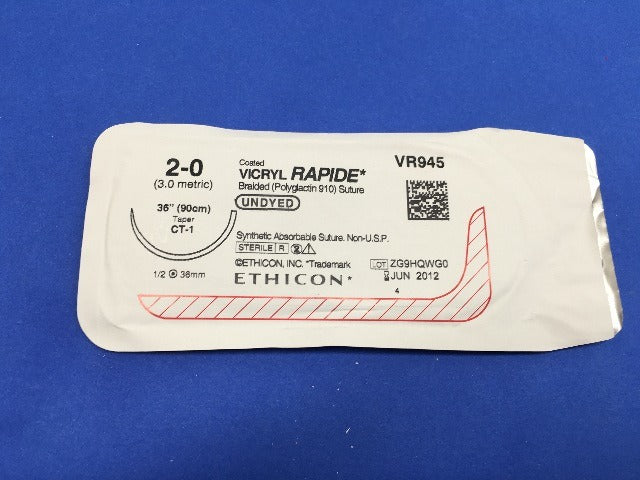 2-0
(3.0 metric)
36" (90cm)
Taper
CT-1
1/2 36mm
Coated
VICRYL RAPIDE*
Braided (Polyglactin 910) Suture
UNDYED
Synthetic Absorbable Suture. Non-U.S.P.
STERILE R
©ETHICON, INC. *Trademark
ETHICON*
VR945
LOT ZG9HQWG0
JUN 2012
4